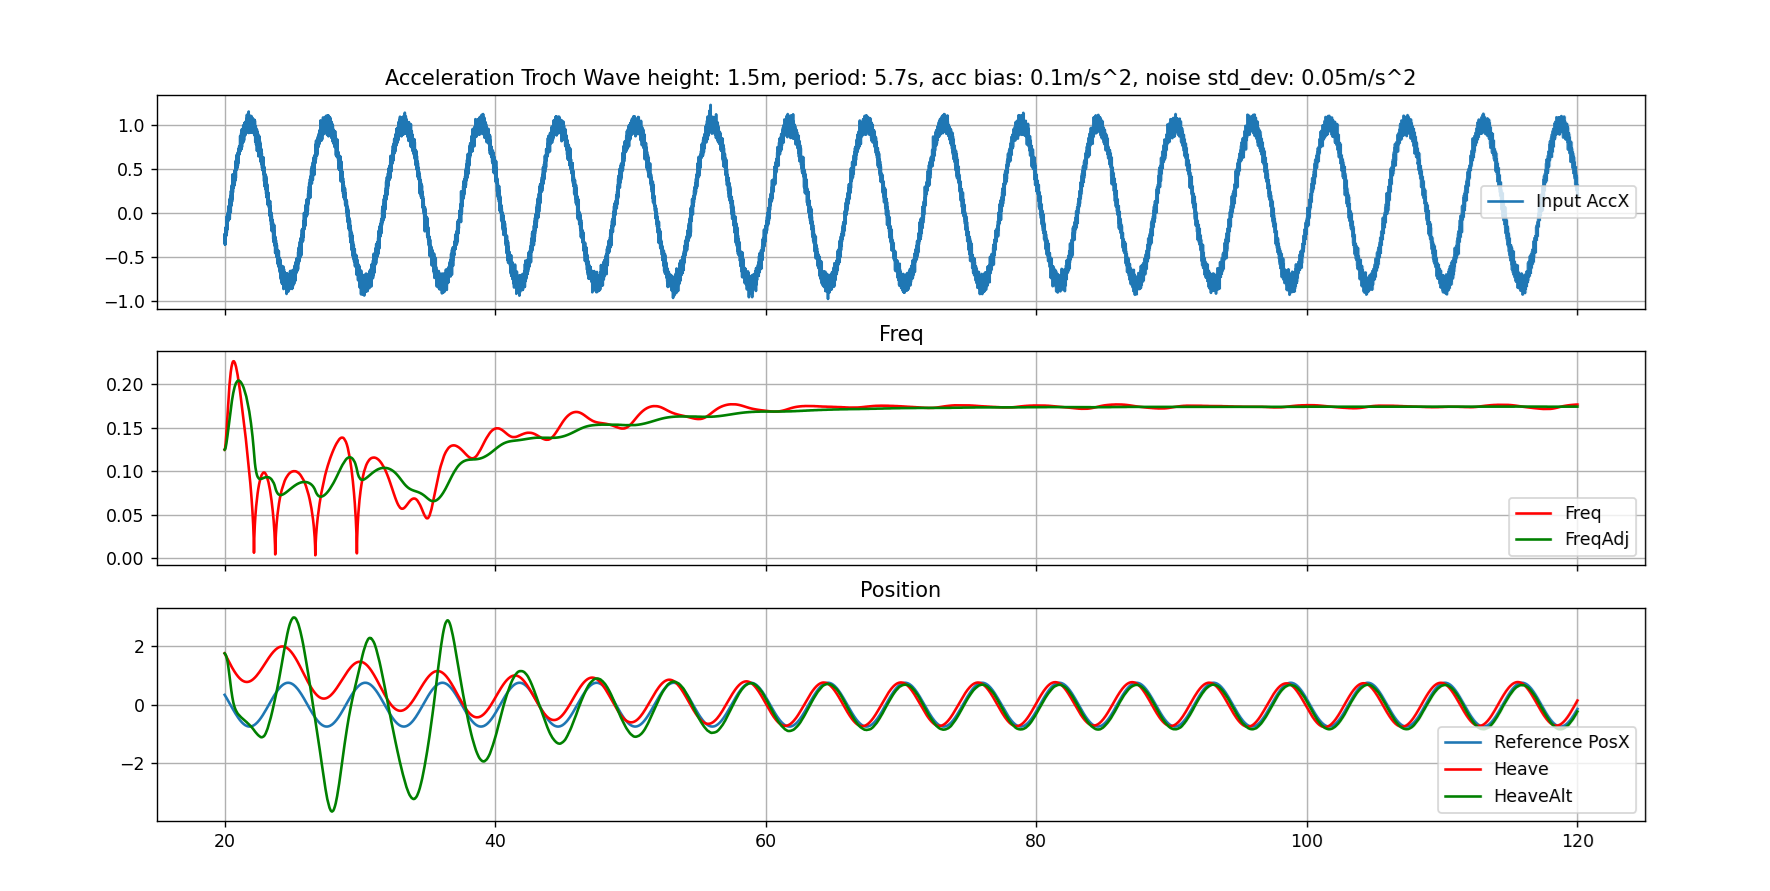 Acceleration Troch Wave height: 1.5m, period: 5.7s, acc bias: 0.1m/s^2, noise std_dev: 0.05m/s^2
1.0
0.5
0.0
−0.5
−1.0
Input AccX
Freq
0.20
0.15
0.10
0.05
0.00
Freq
FreqAdj
Position
2
0
−2
Reference PosX
Heave
HeaveAlt
20 40 60 80 100 120